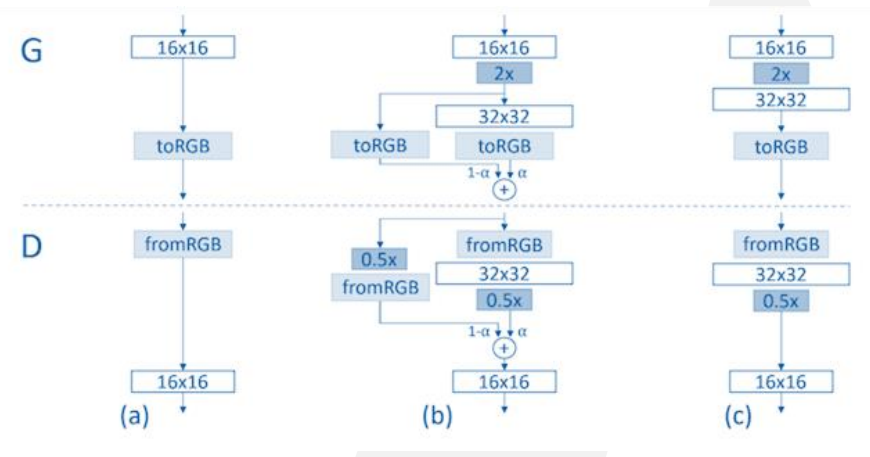 G
16x16
16x16
16x16
2x
2x
32x32
32x32
toRGB
toRGB
toRGB
toRGB
1-α
α
+
D
fromRGB
fromRGB
fromRGB
0.5x
32x32
32x32
fromRGB
0.5x
0.5x
1-α
α
+
16x16
16x16
16x16
(a)
(b)
(c)